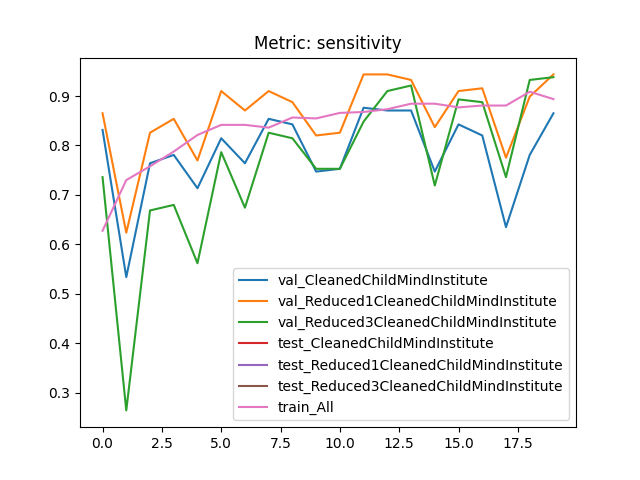 Metric: sensitivity
0.9
0.8
0.7
0.6
0.5
0.4
0.3
val_CleanedChildMindInstitute
val_Reduced1CleanedChildMindInstitute
val_Reduced3CleanedChildMindInstitute
test_CleanedChildMindInstitute
test_Reduced1CleanedChildMindInstitute
test_Reduced3CleanedChildMindInstitute
train_All
0.0 2.5 5.0 7.5 10.0 12.5 15.0 17.5